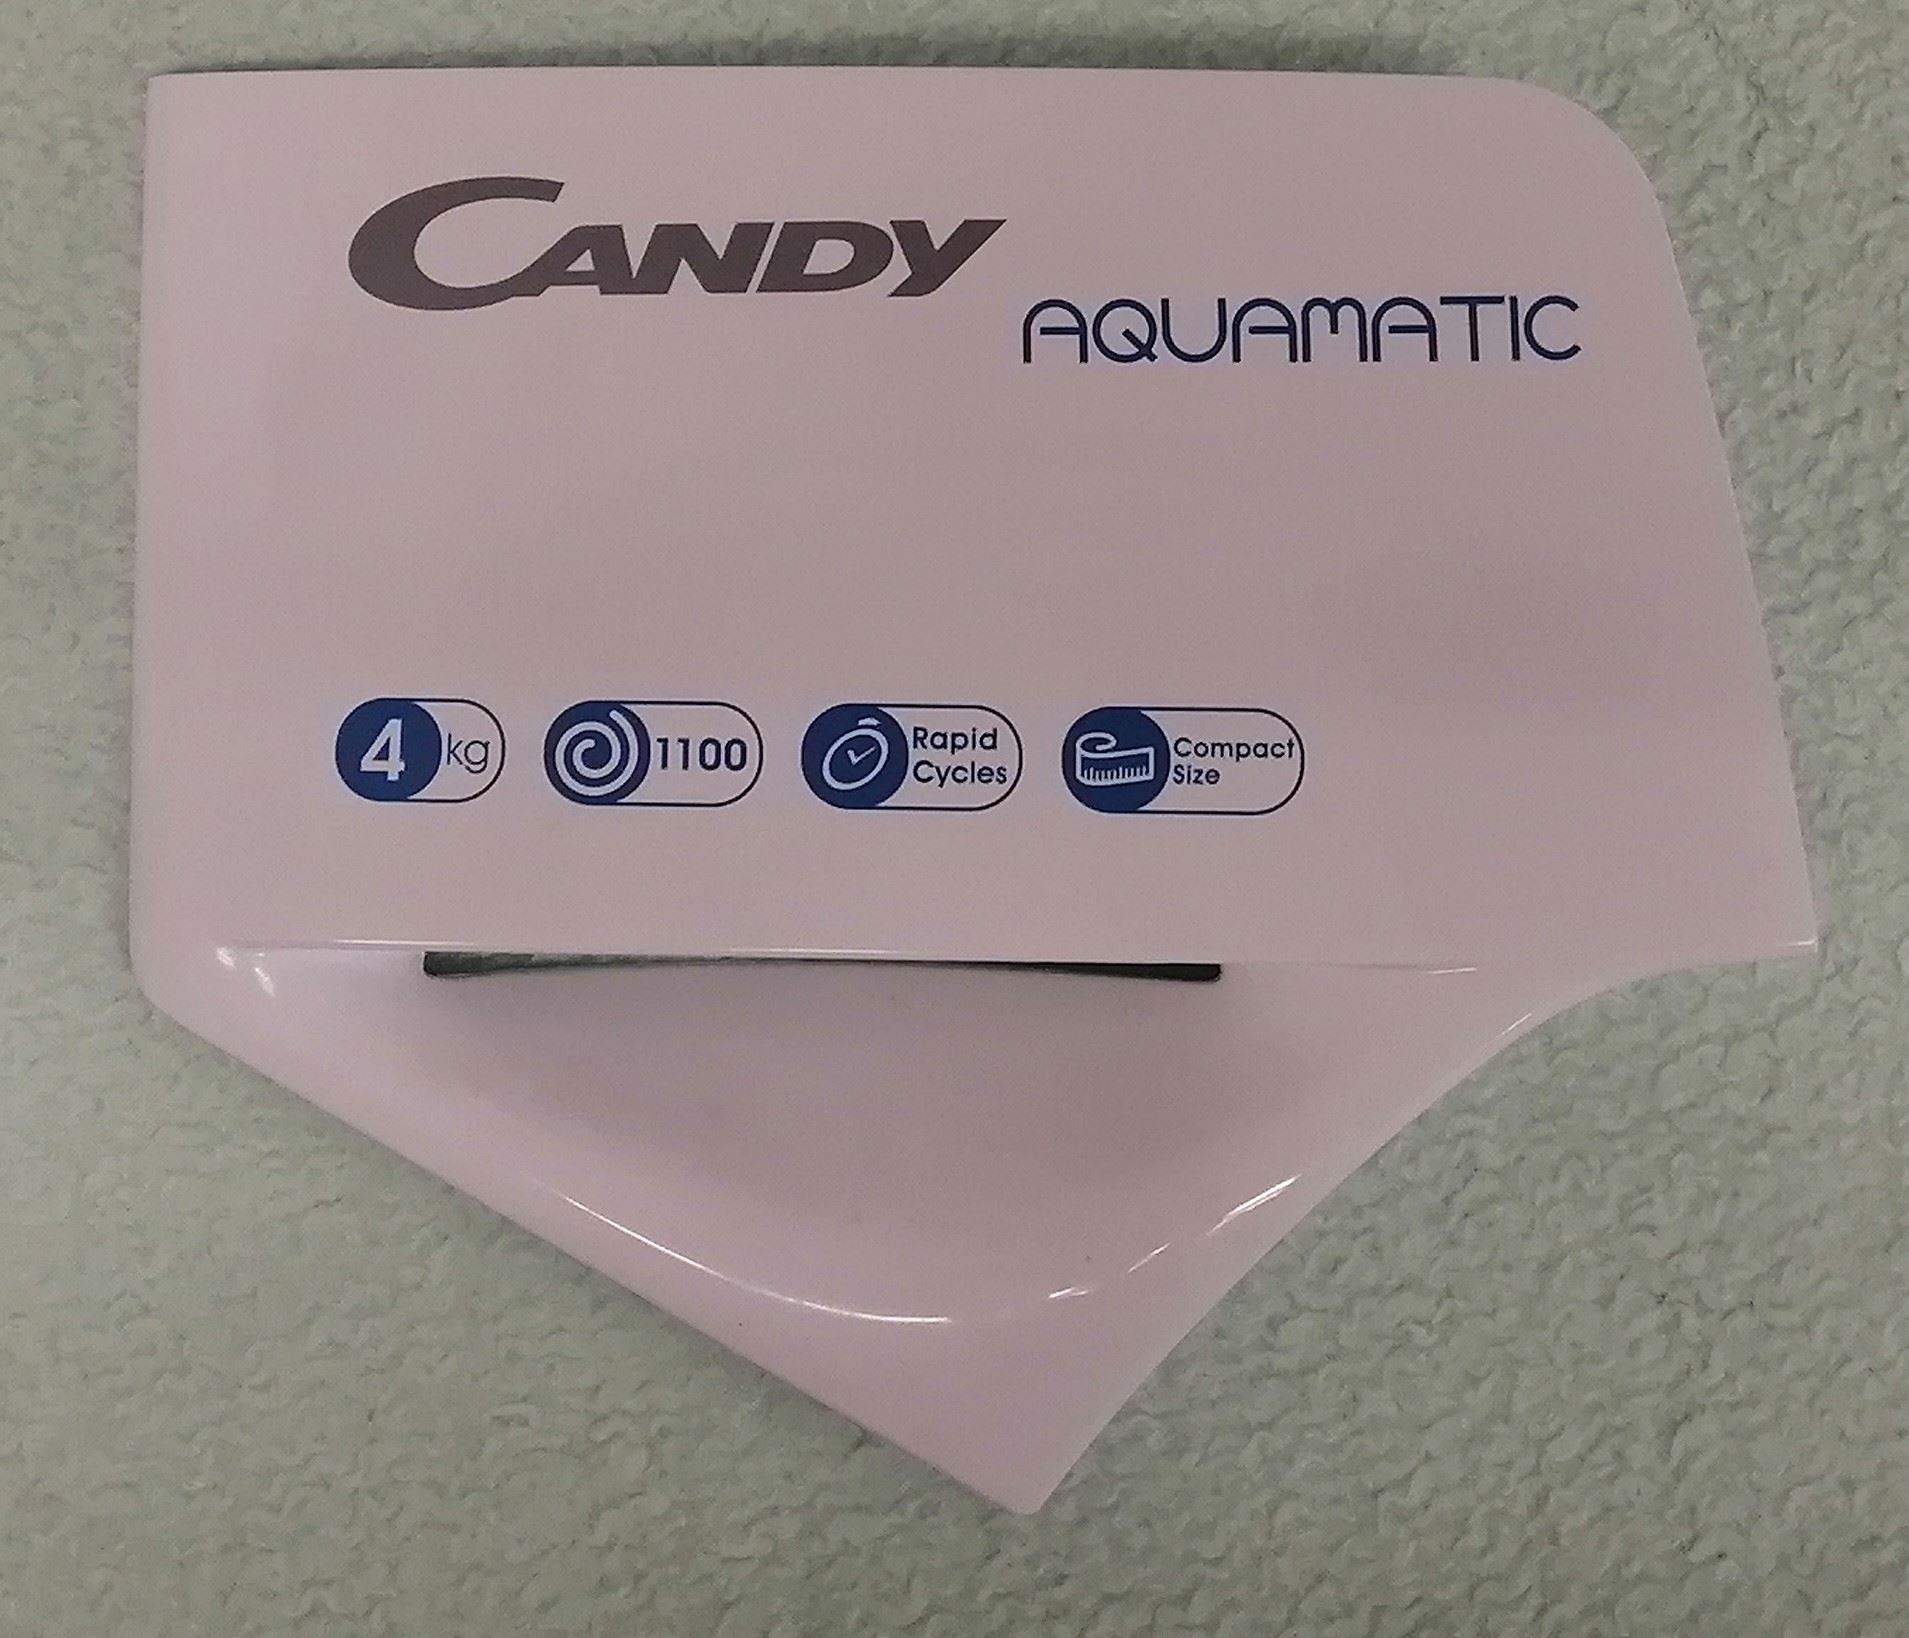 CANDY
AQUAMATIC
4 kg
1100
Rapid
Cycles
Compact
Size